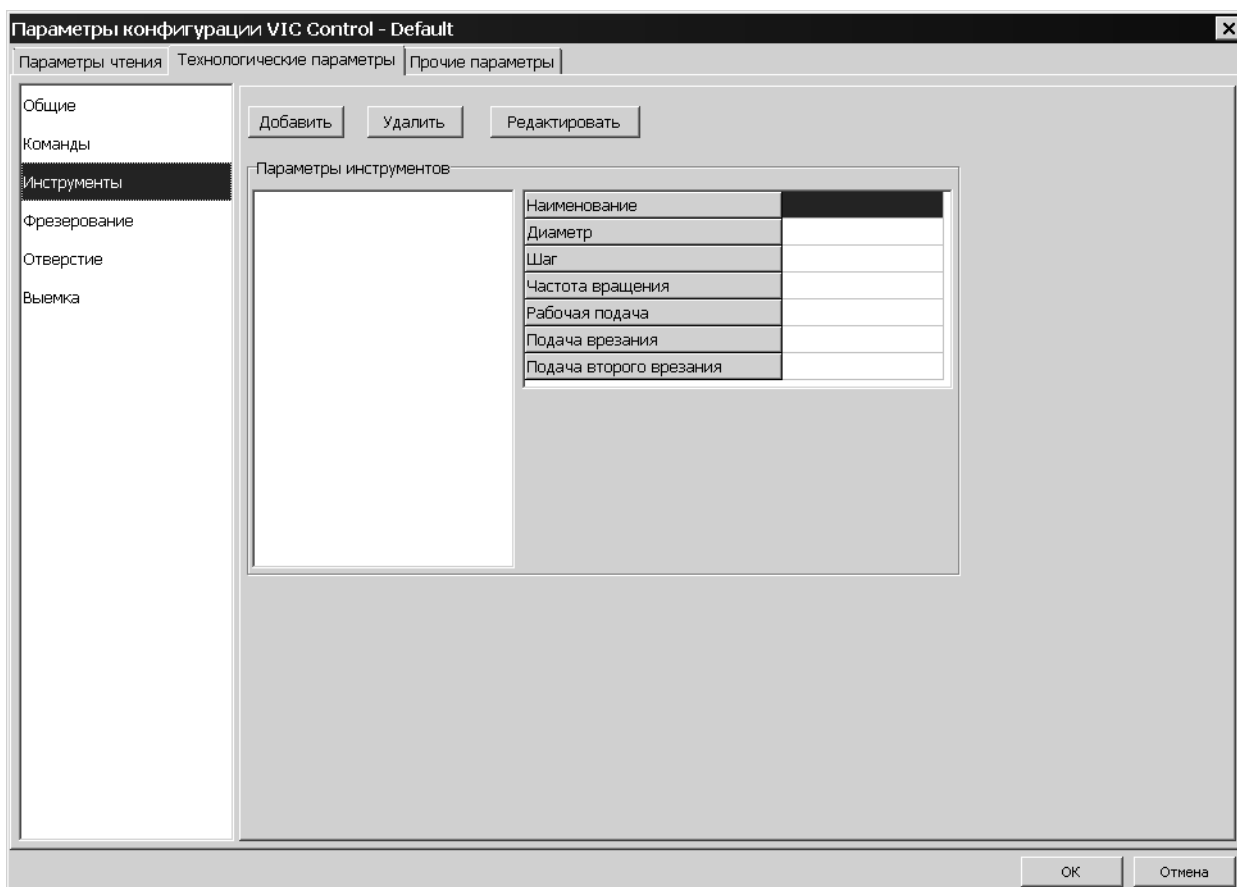 Параметры конфигурации VIC Control - Default
Параметры чтения Технологические параметры Прочие параметры
Общие
Команды
Инструменты
Фрезерование
Отверстие
Выемка
Добавить Удалить Редактировать
Параметры инструментов
Наименование
Диаметр
Шаг
Частота вращения
Рабочая подача
Подача врезания
Подача второго врезания
ОК Отмена